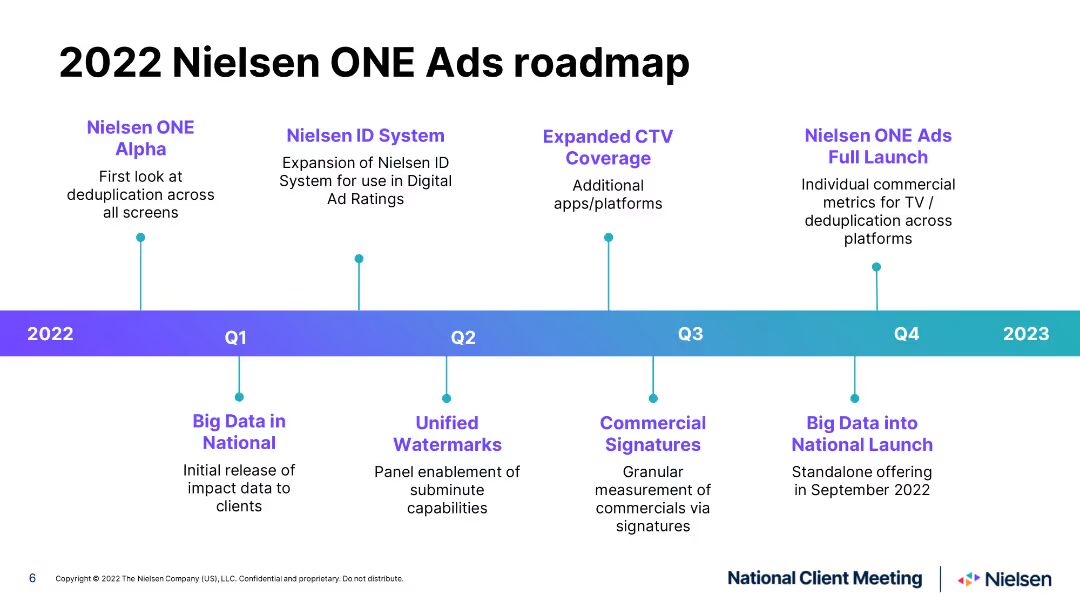 2022 Nielsen ONE Ads roadmap
Nielsen ONE
Alpha
First look at
deduplication across
all screens
Nielsen ID System
Expansion of Nielsen ID
System for use in Digital
Ad Ratings
Expanded CTV
Coverage
Additional
apps/platforms
Nielsen ONE Ads
Full Launch
Individual commercial
metrics for TV /
deduplication across
platforms
2022
Q1
Q2
Q3
Q4
2023
Big Data in
National
Initial release of
impact data to
clients
Unified
Watermarks
Panel enablement of
subminute
capabilities
Commercial
Signatures
Granular
measurement of
commercials via
signatures
Big Data into
National Launch
Standalone offering
in September 2022
6
Copyright © 2022 The Nielsen Company (US), LLC. Confidential and proprietary. Do not distribute.
National Client Meeting
Nielsen